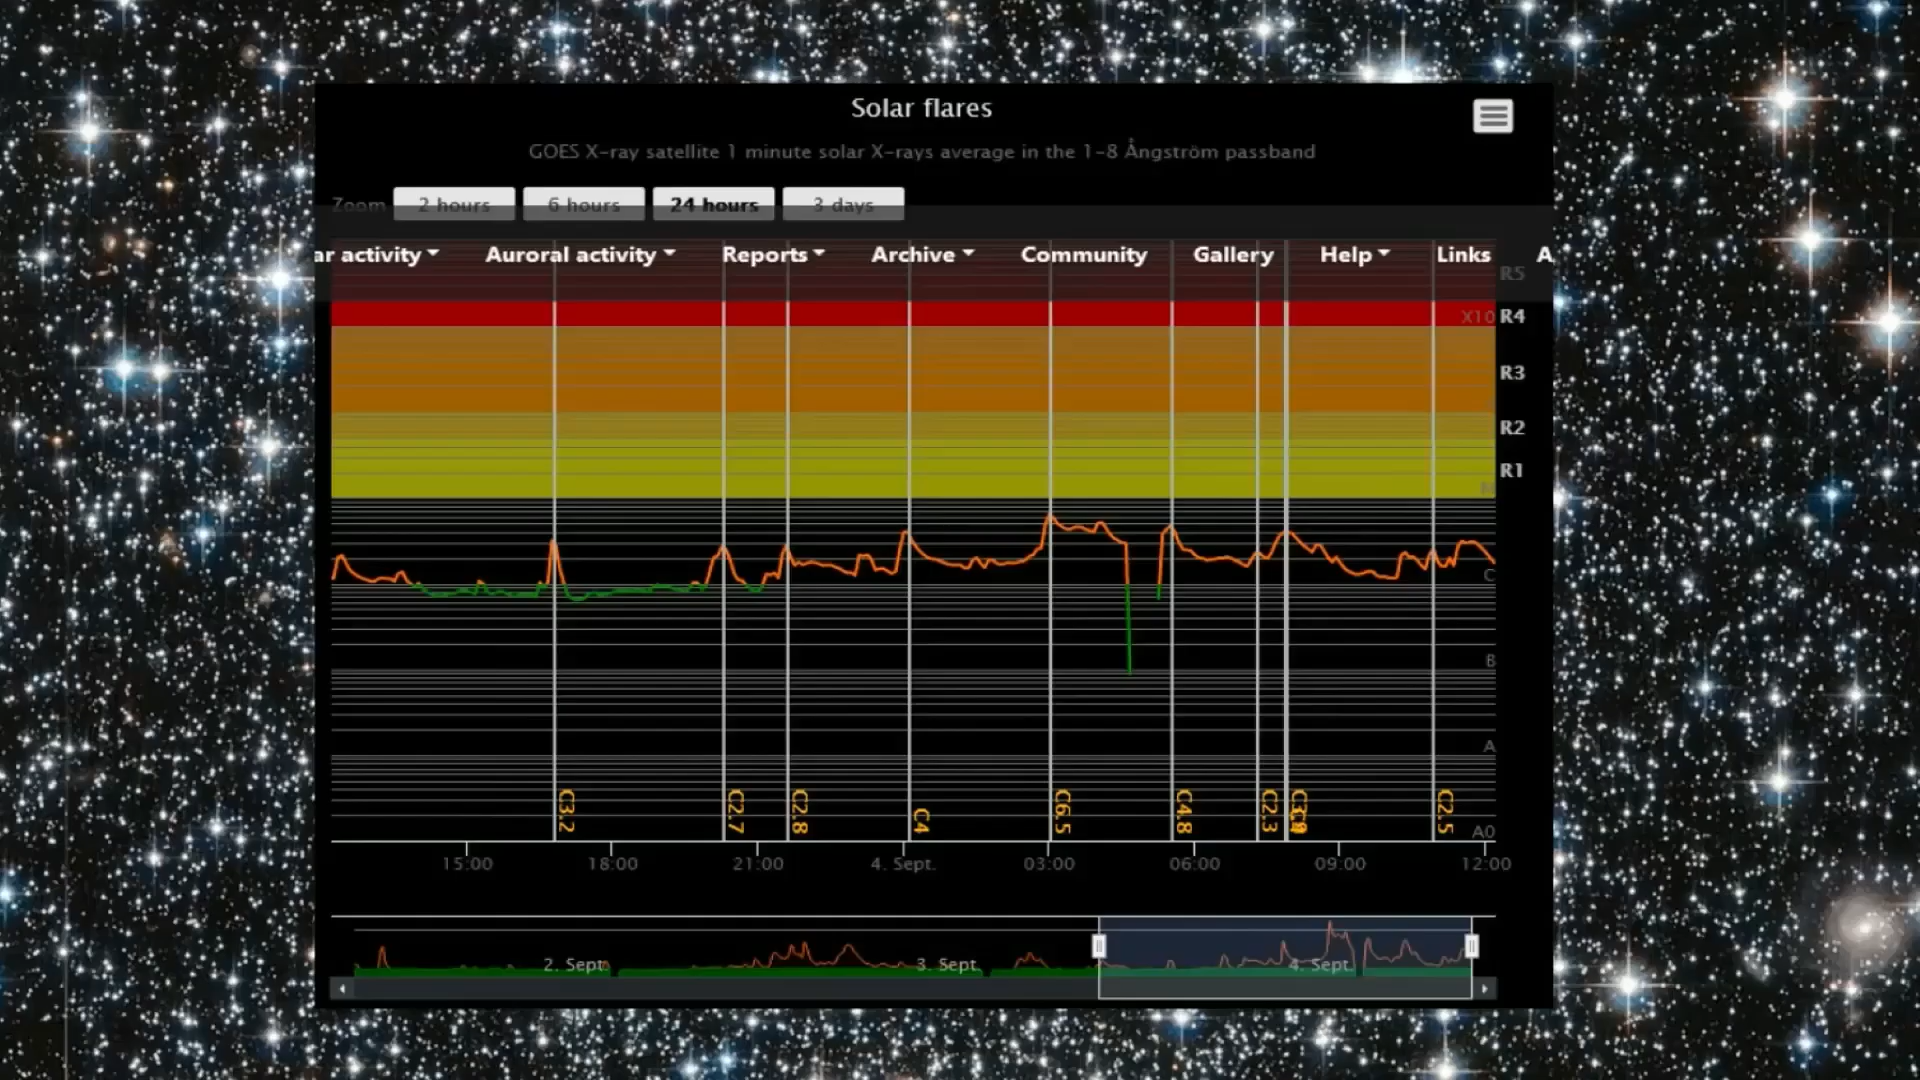 Solar flares
GOES X-ray satellite 1 minute solar X-rays average in the 1-8 Ångström passband
Zoom 2 hours 6 hours 24 hours 3 days
ar activity Auroral activity Reports Archive Community Gallery Help Links A
R5
X10 R4
R3
R2
R1
M
C
B
A
A0
C3.2 C2.7 C2.8 C4 C6.5 C4.8 C2.3 C2.5
15:00 18:00 21:00 4. Sept. 03:00 06:00 09:00 12:00
2. Sept. 3. Sept. 4. Sept.